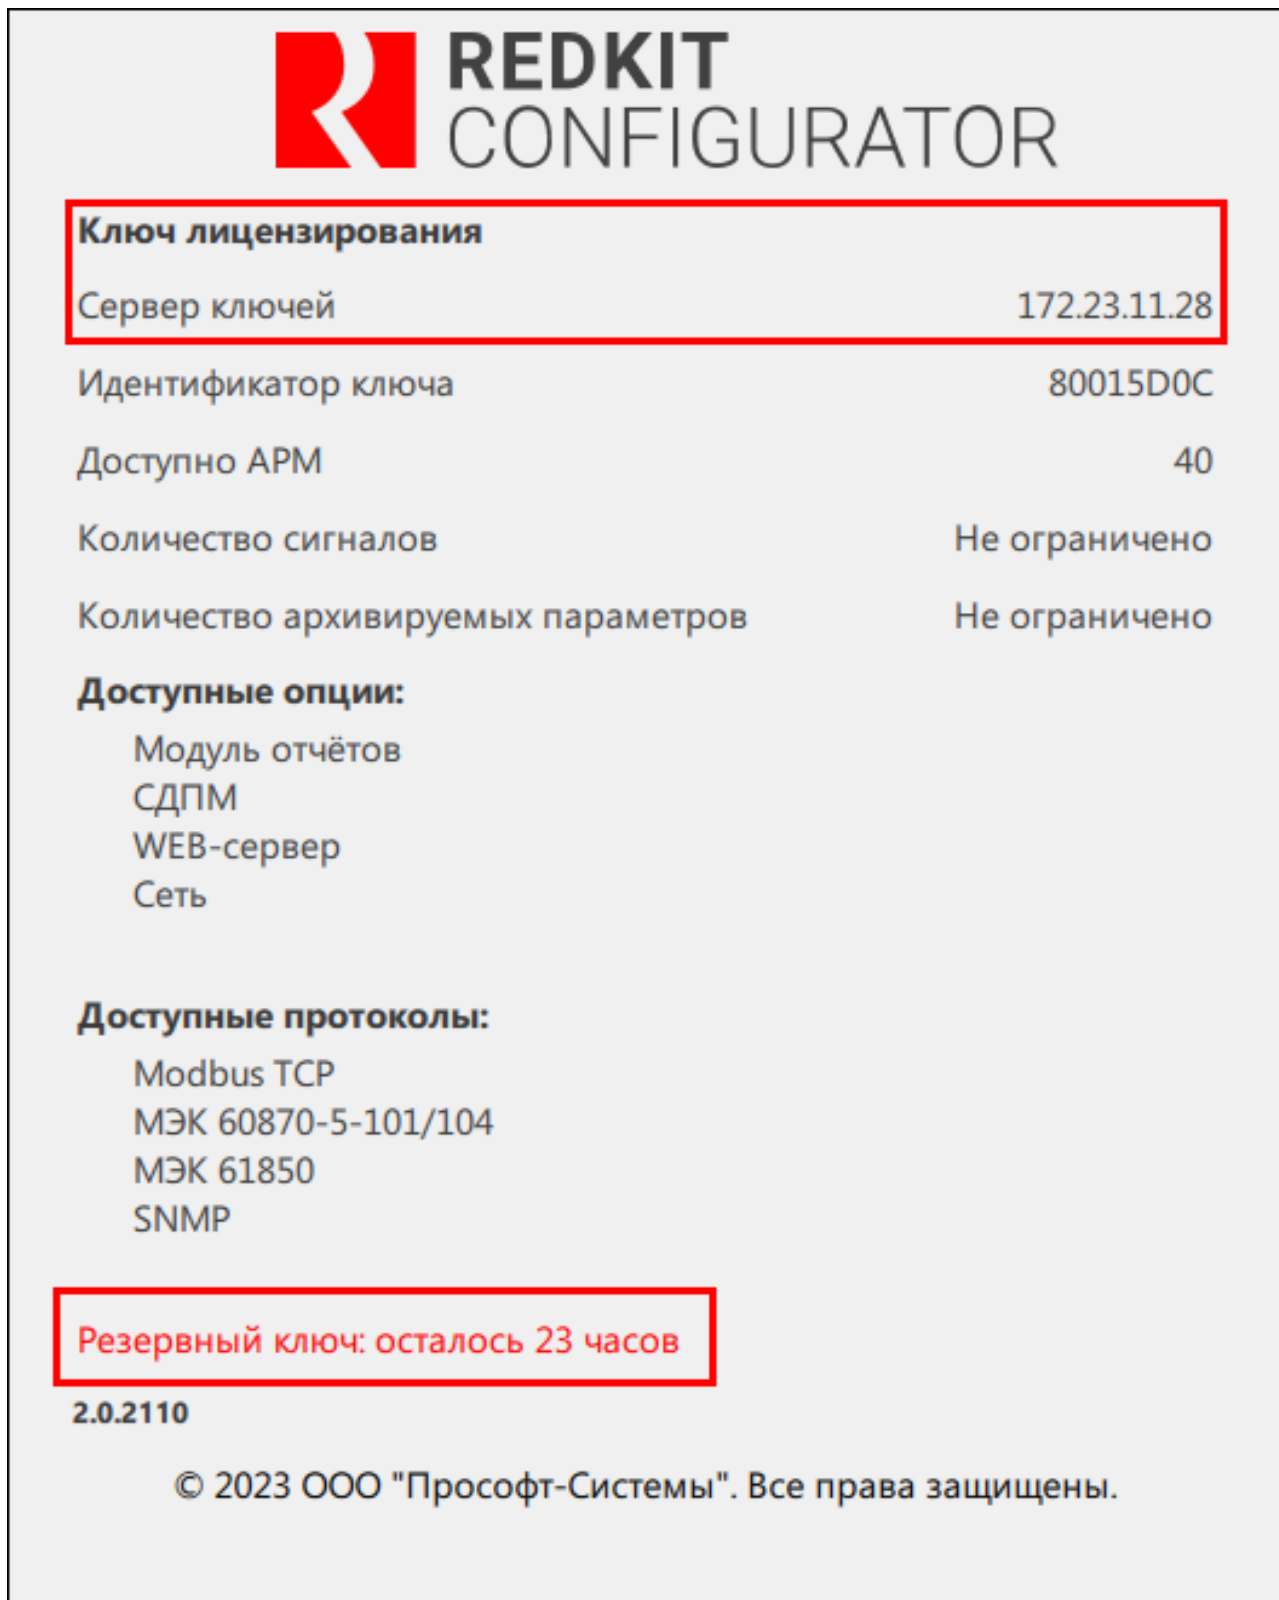 REDKIT
CONFIGURATOR
Ключ лицензирования
Сервер ключей 172.23.11.28
Идентификатор ключа 80015D0C
Доступно АРМ 40
Количество сигналов Не ограничено
Количество архивируемых параметров Не ограничено
Доступные опции:
Модуль отчётов
СДПМ
WEB-сервер
Сеть
Доступные протоколы:
Modbus TCP
МЭК 60870-5-101/104
МЭК 61850
SNMP
Резервный ключ: осталось 23 часов
2.0.2110
© 2023 ООО "Прософт-Системы". Все права защищены.